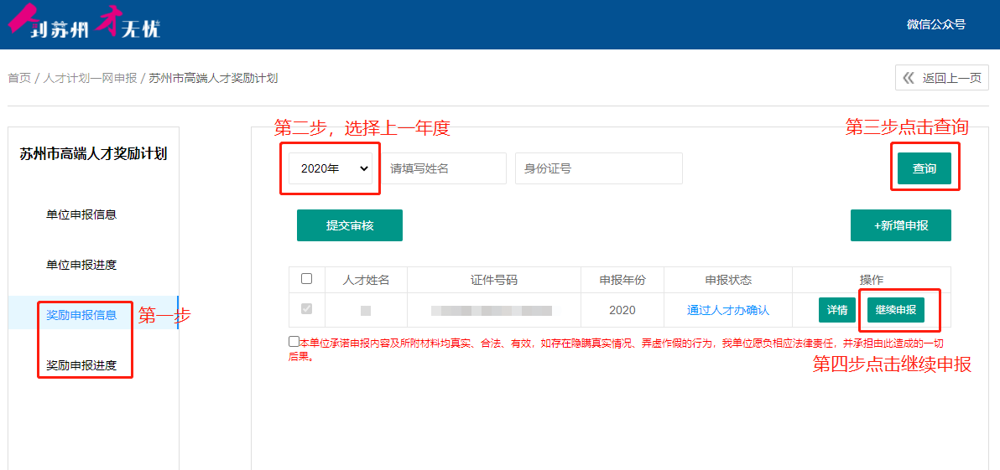 到苏州 才无忧
微信公众号
首页 / 人才计划一网申报 / 苏州市高端人才奖励计划
返回上一页
第二步，选择上一年度
第三步点击查询
苏州市高端人才奖励计划
2020年 请填写姓名 身份证号 查询
单位申报信息
提交审核 +新增申报
单位申报进度
人才姓名 证件号码 申报年份 申报状态 操作
奖励申报信息 第一步
2020 通过人才办确认 详情 继续申报
本单位承诺申报内容及所附材料均真实、合法、有效，如存在隐瞒真实情况、弄虚作假的行为，我单位愿负相应法律责任，并承担由此造成的一切
后果。
奖励申报进度
第四步点击继续申报